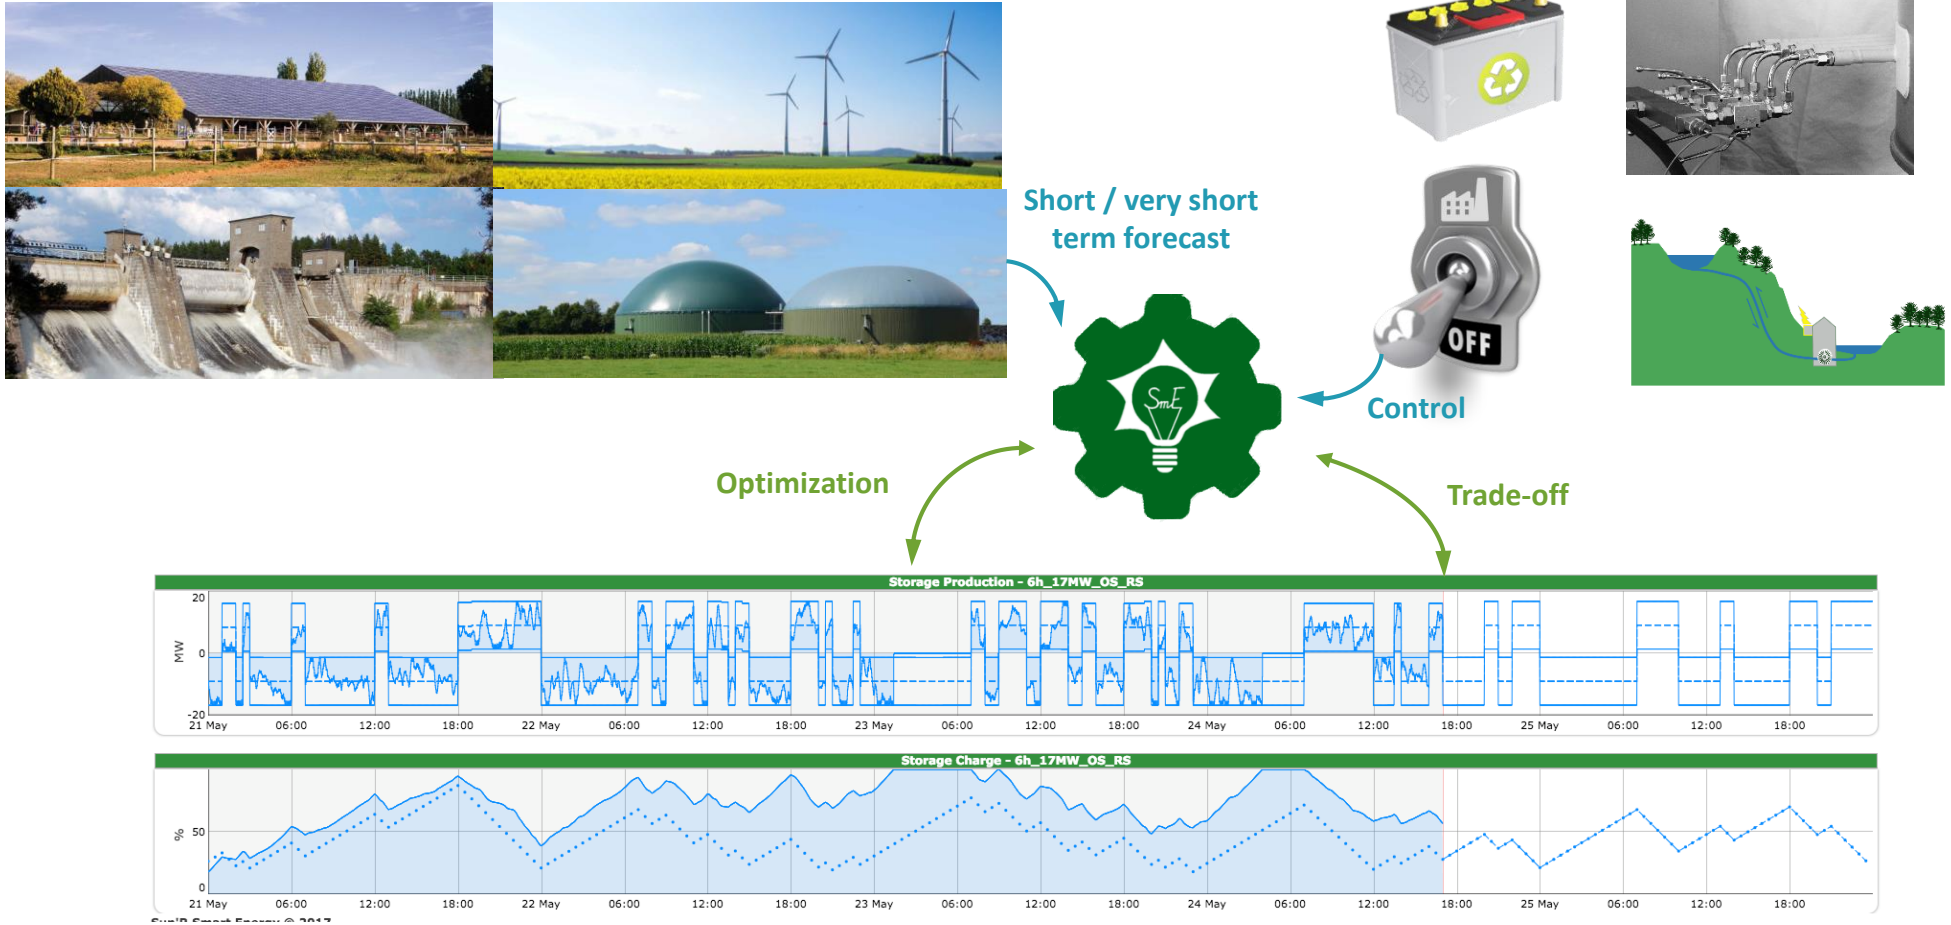 Short / very short
term forecast
OFF
SmE
Control
Optimization
Trade-off
Storage Production - 6h_17MW_OS_RS
20
MW
0
-20
21 May 06:00 12:00 18:00 22 May 06:00 12:00 18:00 23 May 06:00 12:00 18:00 24 May 06:00 12:00 18:00 25 May 06:00 12:00 18:00
Storage Charge - 6h_17MW_OS_RS
%
50
0
21 May 06:00 12:00 18:00 22 May 06:00 12:00 18:00 23 May 06:00 12:00 18:00 24 May 06:00 12:00 18:00 25 May 06:00 12:00 18:00
Sun'R Smart Energy © 2017